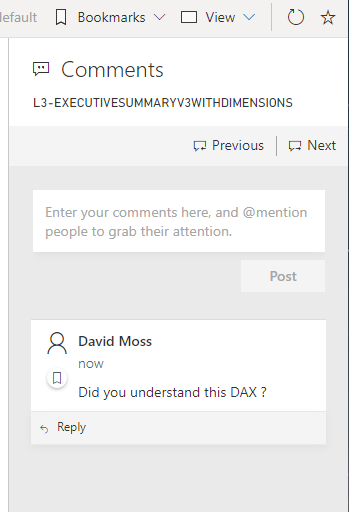 default Bookmarks View
Comments
L3-EXECUTIVESUMMARYV3WITHDIMENSIONS
Previous Next
Enter your comments here, and @mention
people to grab their attention.
Post
David Moss
now
Did you understand this DAX ?
Reply